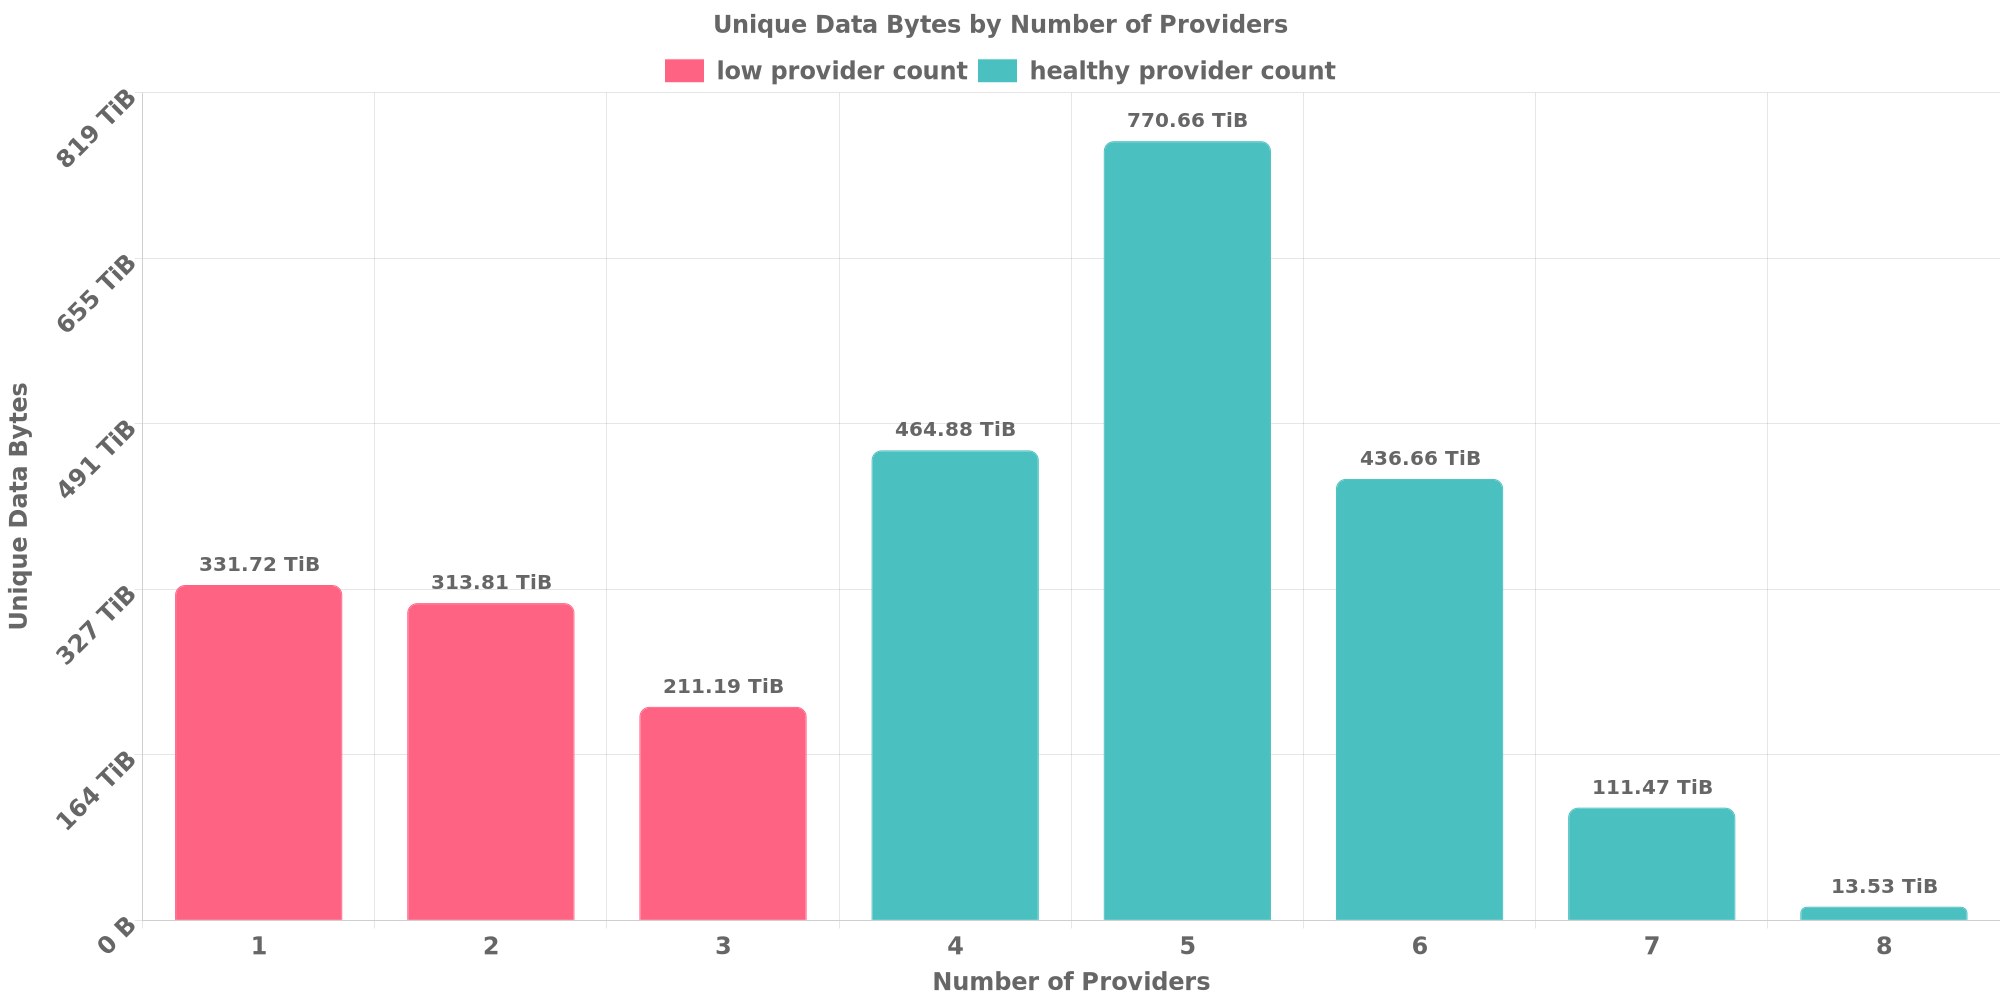 Unique Data Bytes by Number of Providers
low provider count healthy provider count
819 TiB
655 TiB
491 TiB
327 TiB
164 TiB
0 B
Unique Data Bytes
331.72 TiB
313.81 TiB
211.19 TiB
464.88 TiB
770.66 TiB
436.66 TiB
111.47 TiB
13.53 TiB
1 2 3 4 5 6 7 8
Number of Providers